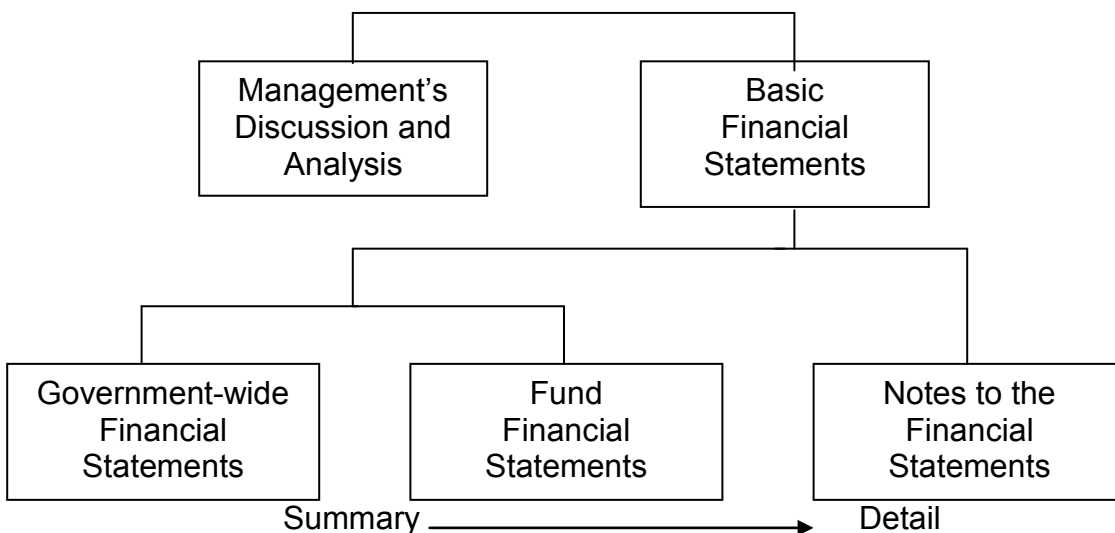 Management’s
Discussion and
Analysis
Basic
Financial
Statements
Government-wide
Financial
Statements
Fund
Financial
Statements
Notes to the
Financial
Statements
Summary
Detail